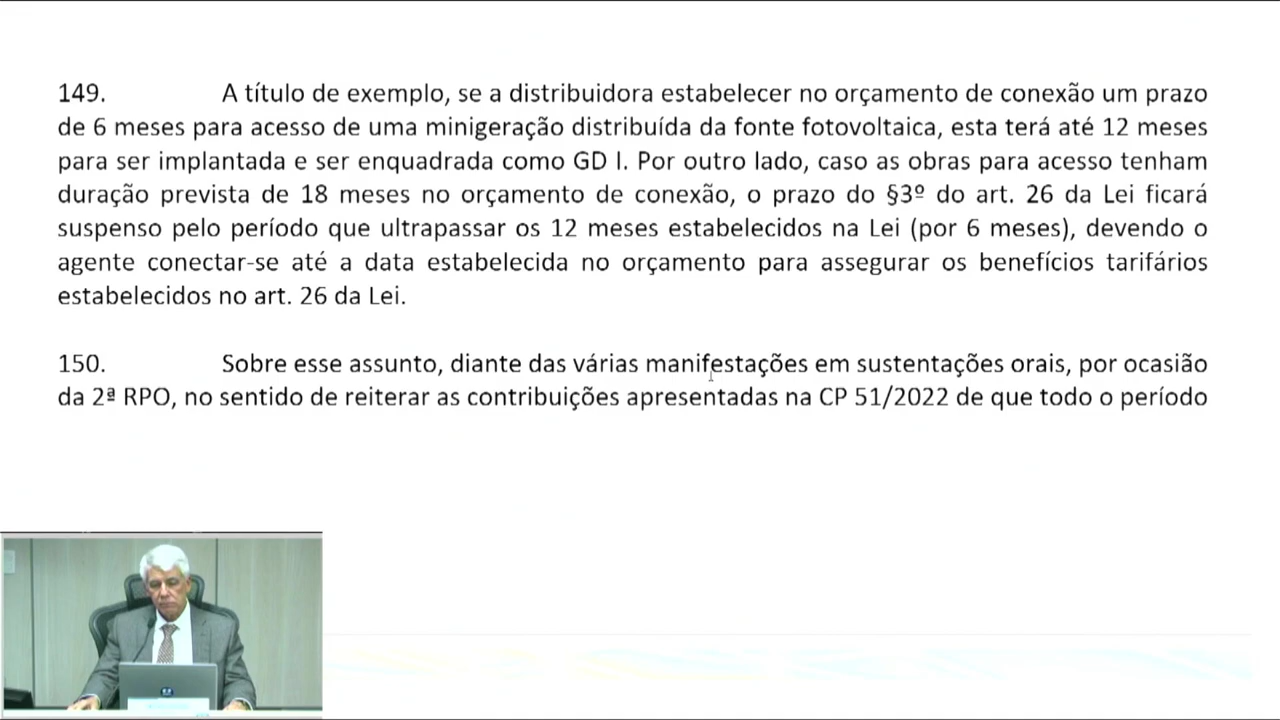 149. A título de exemplo, se a distribuidora estabelecer no orçamento de conexão um prazo
de 6 meses para acesso de uma minigeração distribuída da fonte fotovoltaica, esta terá até 12 meses
para ser implantada e ser enquadrada como GD I. Por outro lado, caso as obras para acesso tenham
duração prevista de 18 meses no orçamento de conexão, o prazo do §3º do art. 26 da Lei ficará
suspenso pelo período que ultrapassar os 12 meses estabelecidos na Lei (por 6 meses), devendo o
agente conectar-se até a data estabelecida no orçamento para assegurar os benefícios tarifários
estabelecidos no art. 26 da Lei.
150. Sobre esse assunto, diante das várias manifestações em sustentações orais, por ocasião
da 2ª RPO, no sentido de reiterar as contribuições apresentadas na CP 51/2022 de que todo o período